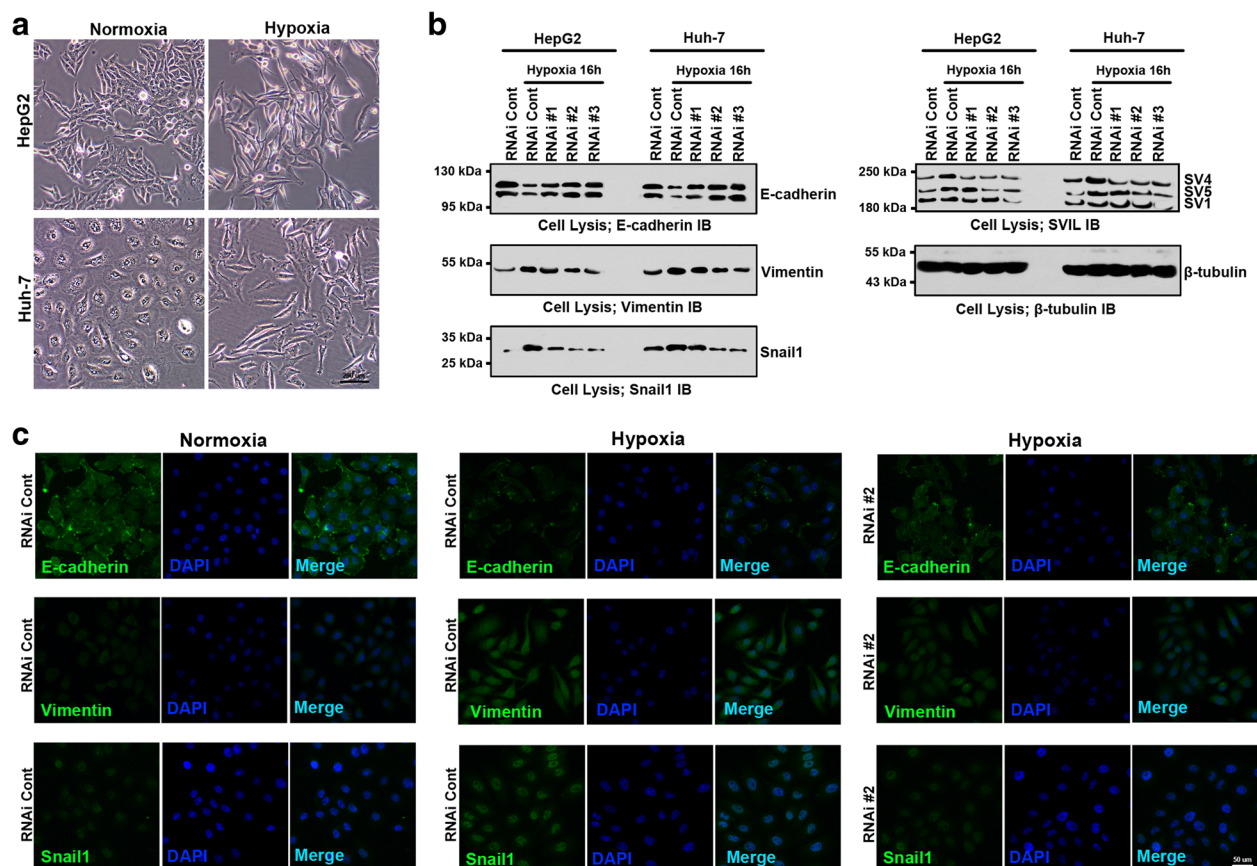 a
Normoxia
Hypoxia
HepG2
Huh-7
b
HepG2
Huh-7
Hypoxia 16h
Hypoxia 16h
RNAi Cont
RNAi Cont
RNAi #1
RNAi #2
RNAi #3
RNAi Cont
RNAi Cont
RNAi #1
RNAi #2
RNAi #3
130 kDa
95 kDa
E-cadherin
Cell Lysis; E-cadherin IB
55 kDa
Vimentin
Cell Lysis; Vimentin IB
35 kDa
25 kDa
Snail1
Cell Lysis; Snail1 IB
HepG2
Huh-7
Hypoxia 16h
Hypoxia 16h
RNAi Cont
RNAi Cont
RNAi #1
RNAi #2
RNAi #3
RNAi Cont
RNAi Cont
RNAi #1
RNAi #2
RNAi #3
250 kDa
180 kDa
SV4
SV5
SV1
Cell Lysis; SVIL IB
55 kDa
43 kDa
β-tubulin
Cell Lysis; β-tubulin IB
c
Normoxia
Hypoxia
Hypoxia
RNAi Cont
E-cadherin
DAPI
Merge
RNAi Cont
E-cadherin
DAPI
Merge
RNAi #2
E-cadherin
DAPI
Merge
RNAi Cont
Vimentin
DAPI
Merge
RNAi Cont
Vimentin
DAPI
Merge
RNAi #2
Vimentin
DAPI
Merge
RNAi Cont
Snail1
DAPI
Merge
RNAi Cont
Snail1
DAPI
Merge
RNAi #2
Snail1
DAPI
Merge
50 um